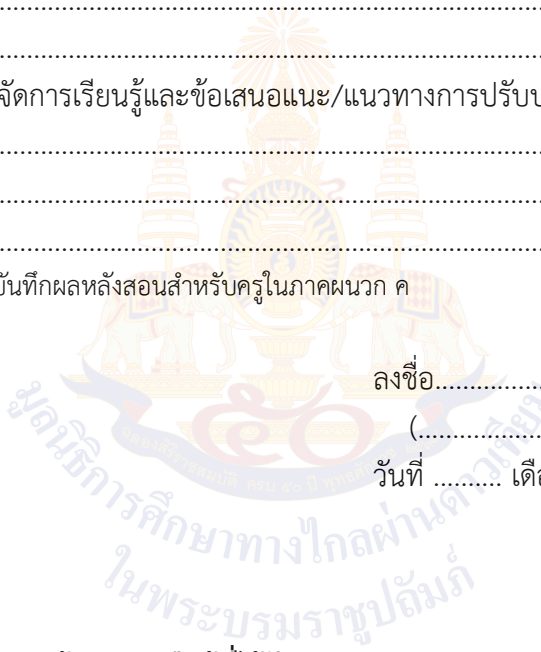 ................................................................................
................................................................................
จัดการเรียนรู้และข้อเสนอแนะ/แนวทางการปรับ
................................................................................
................................................................................
................................................................................
บันทึกผลหลังสอนสำหรับครูในภาคผนวก ค
ลงชื่อ..................
(....................
วันที่ .......... เดื
มูลนิธิการศึกษาทางไกลผ่านดาวเทียม
ในพระบรมราชูปถัมภ์